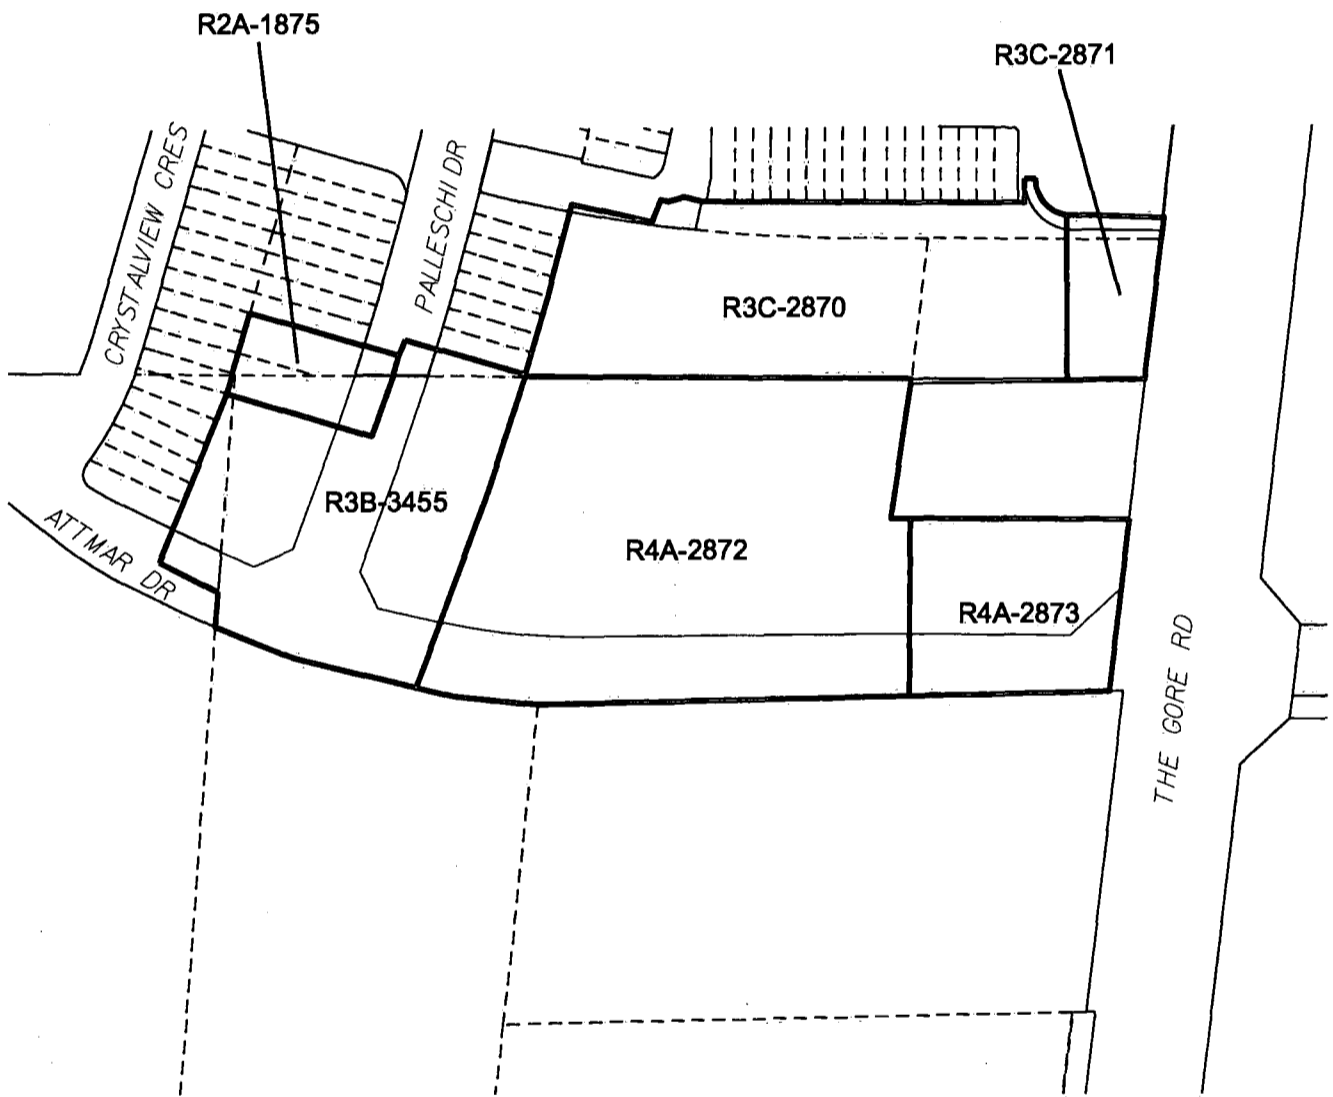 R2A-1875
R3C-2871
CRYSTALVIEW CRES
PALLESCHI DR
R3C-2870
R3B-3455
R4A-2872
ATTMAR DR
R4A-2873
THE GORE RD